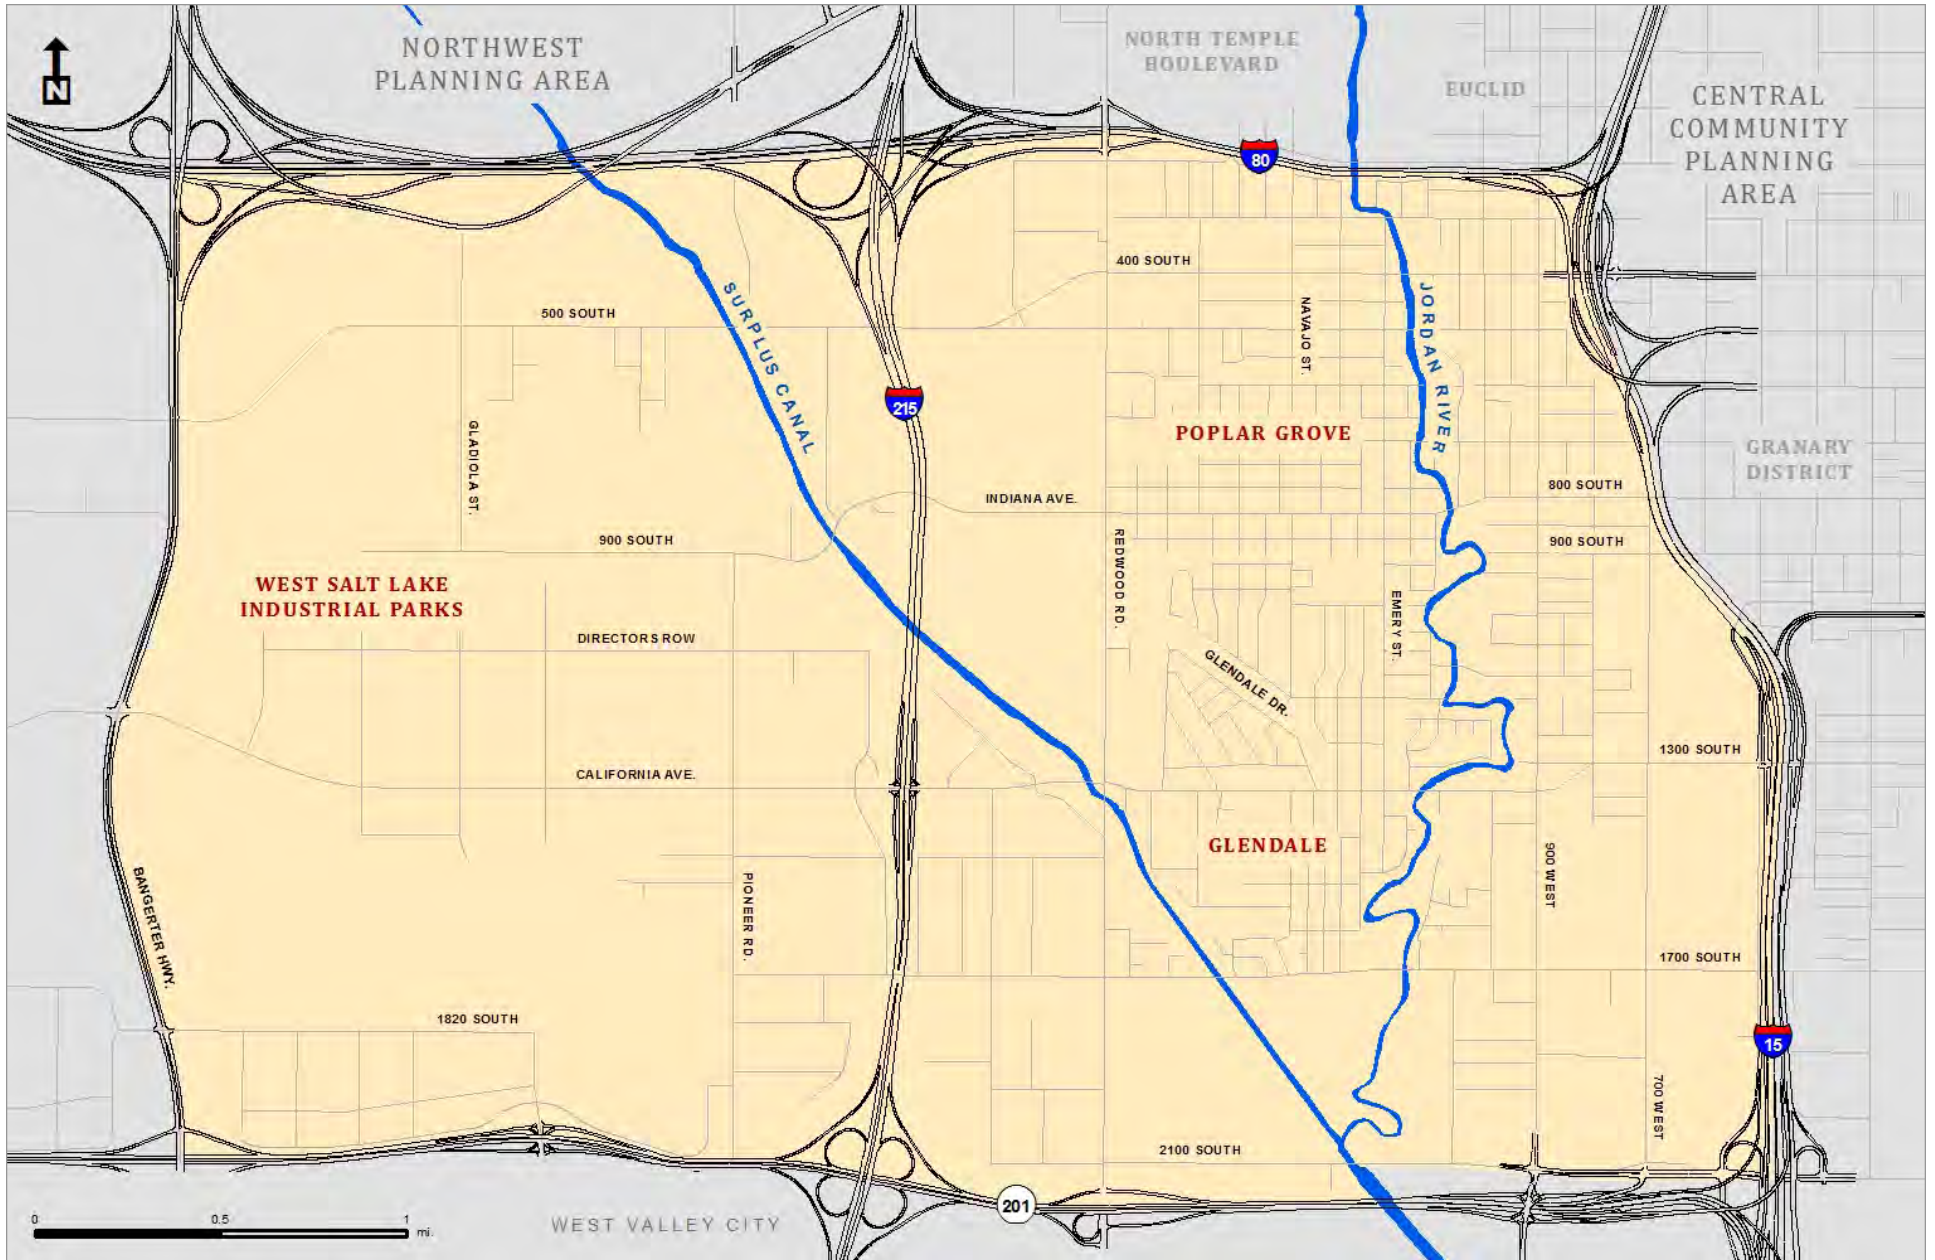 NORTHWEST
PLANNING AREA
NORTH TEMPLE
BOULEVARD
EUCLID
CENTRAL
COMMUNITY
PLANNING
AREA
N
80
400 SOUTH
500 SOUTH
SURPLUS CANAL
NAVAJO ST.
JORDAN RIVER
215
GLADIOLA ST.
POPLAR GROVE
GRANARY
DISTRICT
INDIANA AVE.
800 SOUTH
900 SOUTH
900 SOUTH
REDWOOD RD.
WEST SALT LAKE
INDUSTRIAL PARKS
EMERY ST.
DIRECTORS ROW
GLENDALE DR.
1300 SOUTH
CALIFORNIA AVE.
GLENDALE
900 WEST
BANGERTER HWY.
PIONEER RD.
1700 SOUTH
1820 SOUTH
15
700 WEST
2100 SOUTH
201
WEST VALLEY CITY
0 0.5 1
mi.